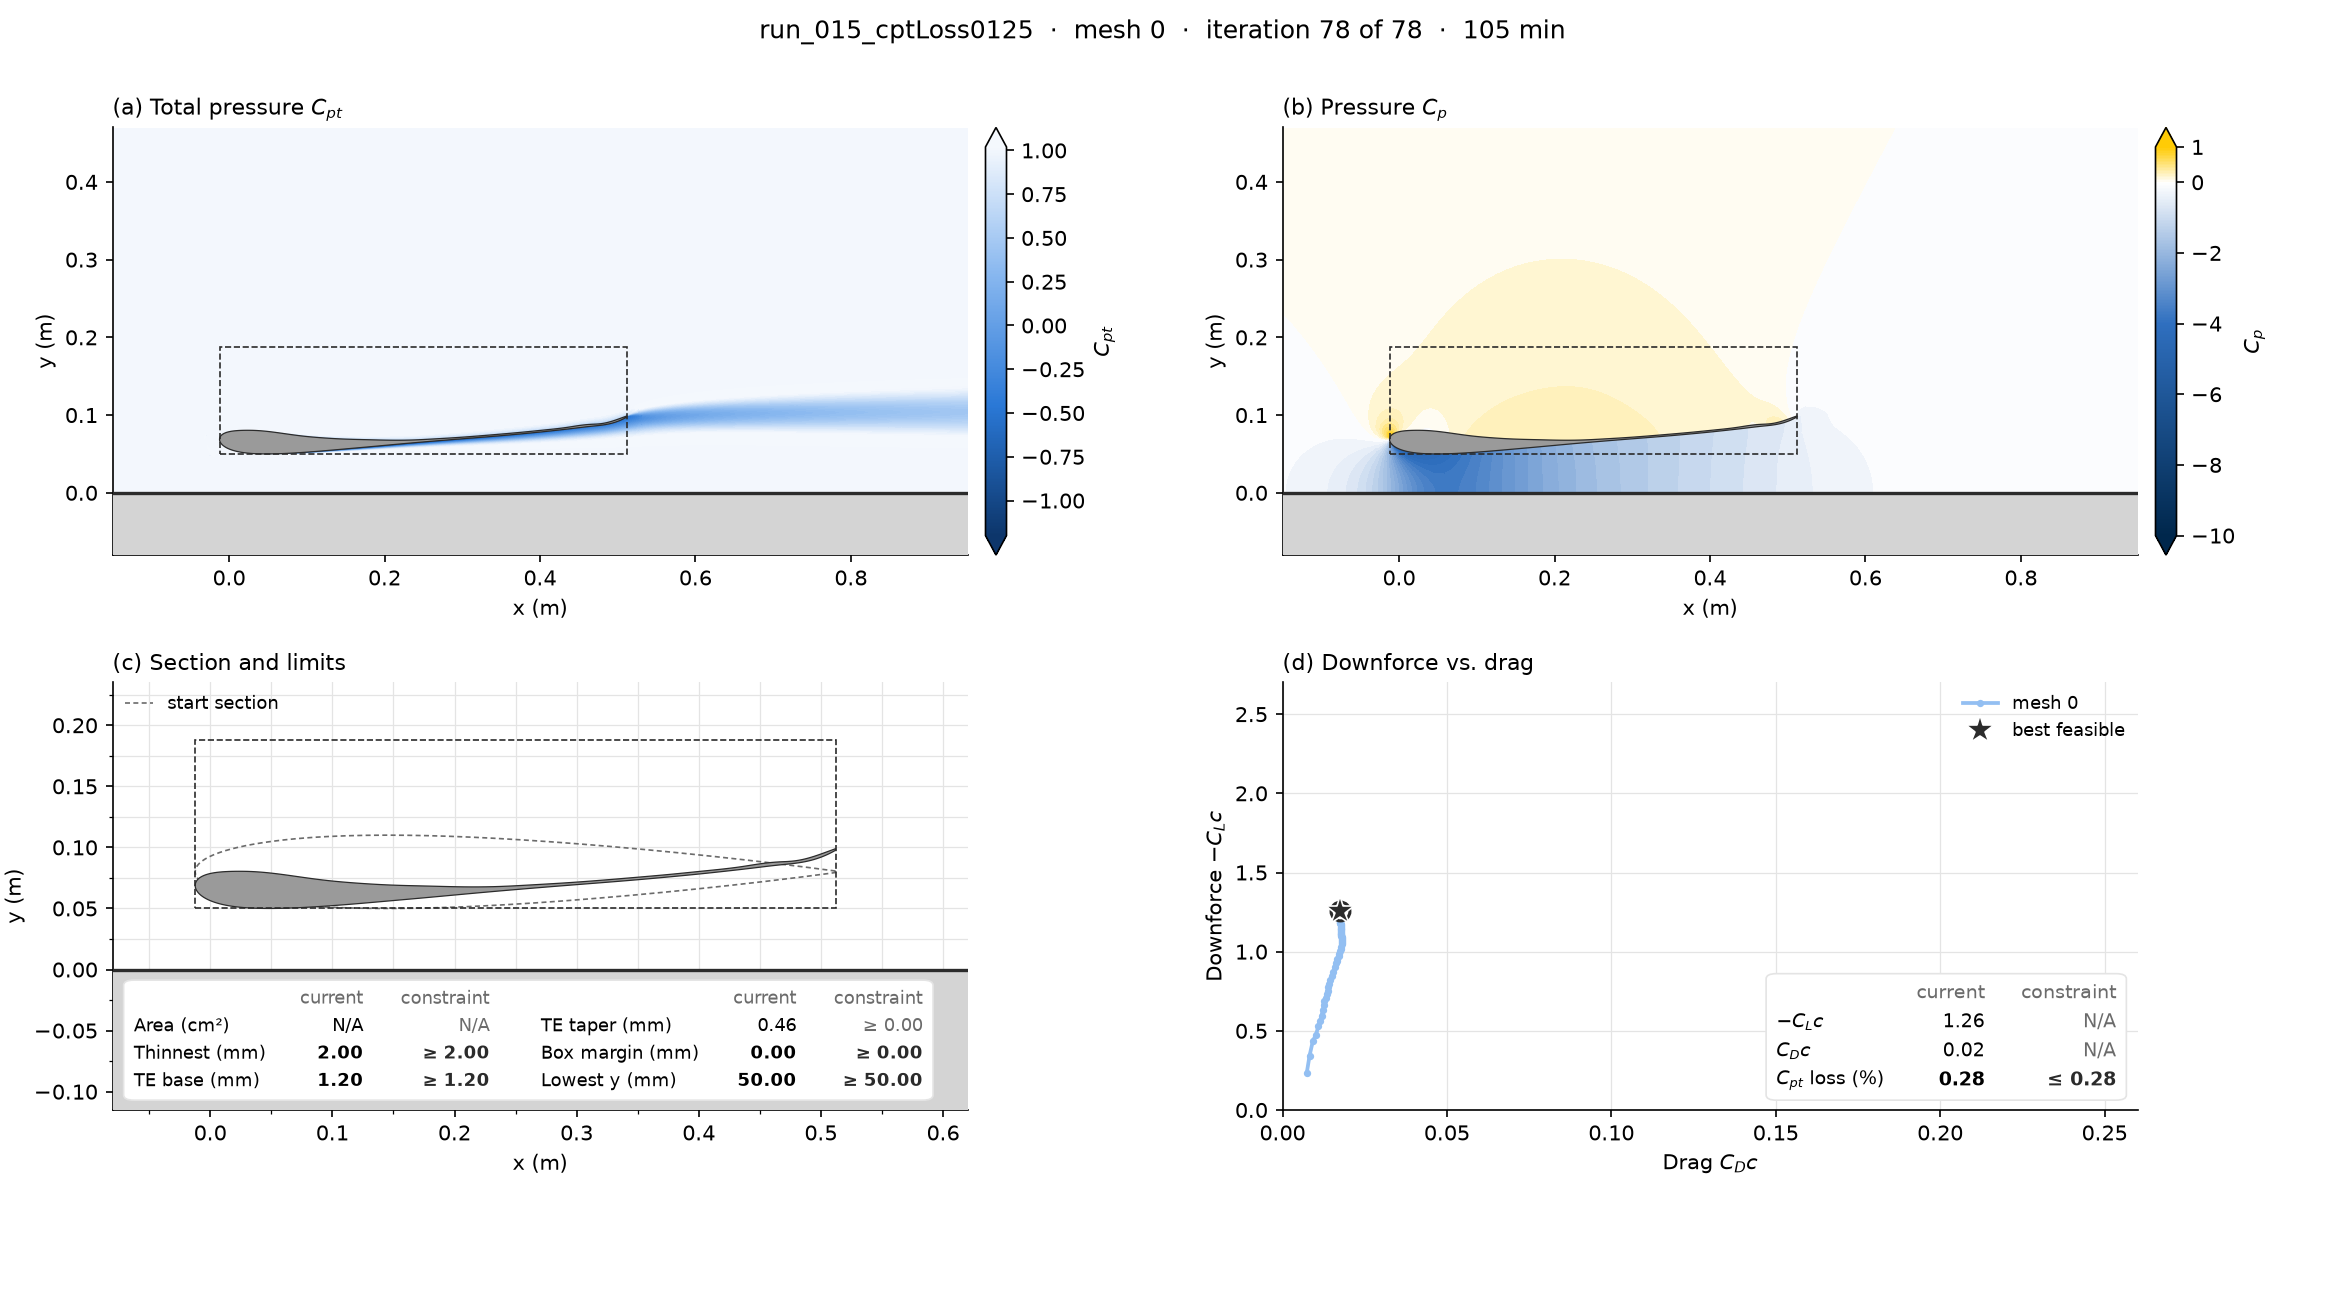 run_015_cptLoss0125 · mesh 0 · iteration 78 of 78 · 105 min
(a) Total pressure Cpt
0.4
0.3
0.2
0.1
0.0
y (m)
0.0 0.2 0.4 0.6 0.8
x (m)
1.00
0.75
0.50
0.25
0.00
−0.25
−0.50
−0.75
−1.00
Cpt
(b) Pressure Cp
0.4
0.3
0.2
0.1
0.0
y (m)
0.0 0.2 0.4 0.6 0.8
x (m)
1
0
−2
−4
−6
−8
−10
Cp
(c) Section and limits
start section
0.20
0.15
0.10
0.05
0.00
−0.05
−0.10
y (m)
current constraint current constraint
Area (cm²) N/A N/A TE taper (mm) 0.46 ≥ 0.00
Thinnest (mm) 2.00 ≥ 2.00 Box margin (mm) 0.00 ≥ 0.00
TE base (mm) 1.20 ≥ 1.20 Lowest y (mm) 50.00 ≥ 50.00
0.0 0.1 0.2 0.3 0.4 0.5 0.6
x (m)
(d) Downforce vs. drag
mesh 0
best feasible
2.5
2.0
1.5
1.0
0.5
0.0
Downforce −CLc
current constraint
−CLc 1.26 N/A
CDc 0.02 N/A
Cpt loss (%) 0.28 ≤ 0.28
0.00 0.05 0.10 0.15 0.20 0.25
Drag CDc